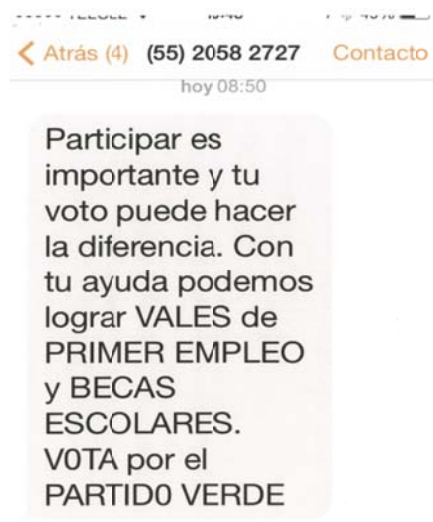 Atrás (4) (55) 2058 2727 Contacto
hoy 08:50
Participar es
importante y tu
voto puede hacer
la diferencia. Con
tu ayuda podemos
lograr VALES de
PRIMER EMPLEO
y BECAS
ESCOLARES.
V0TA por el
PARTID0 VERDE